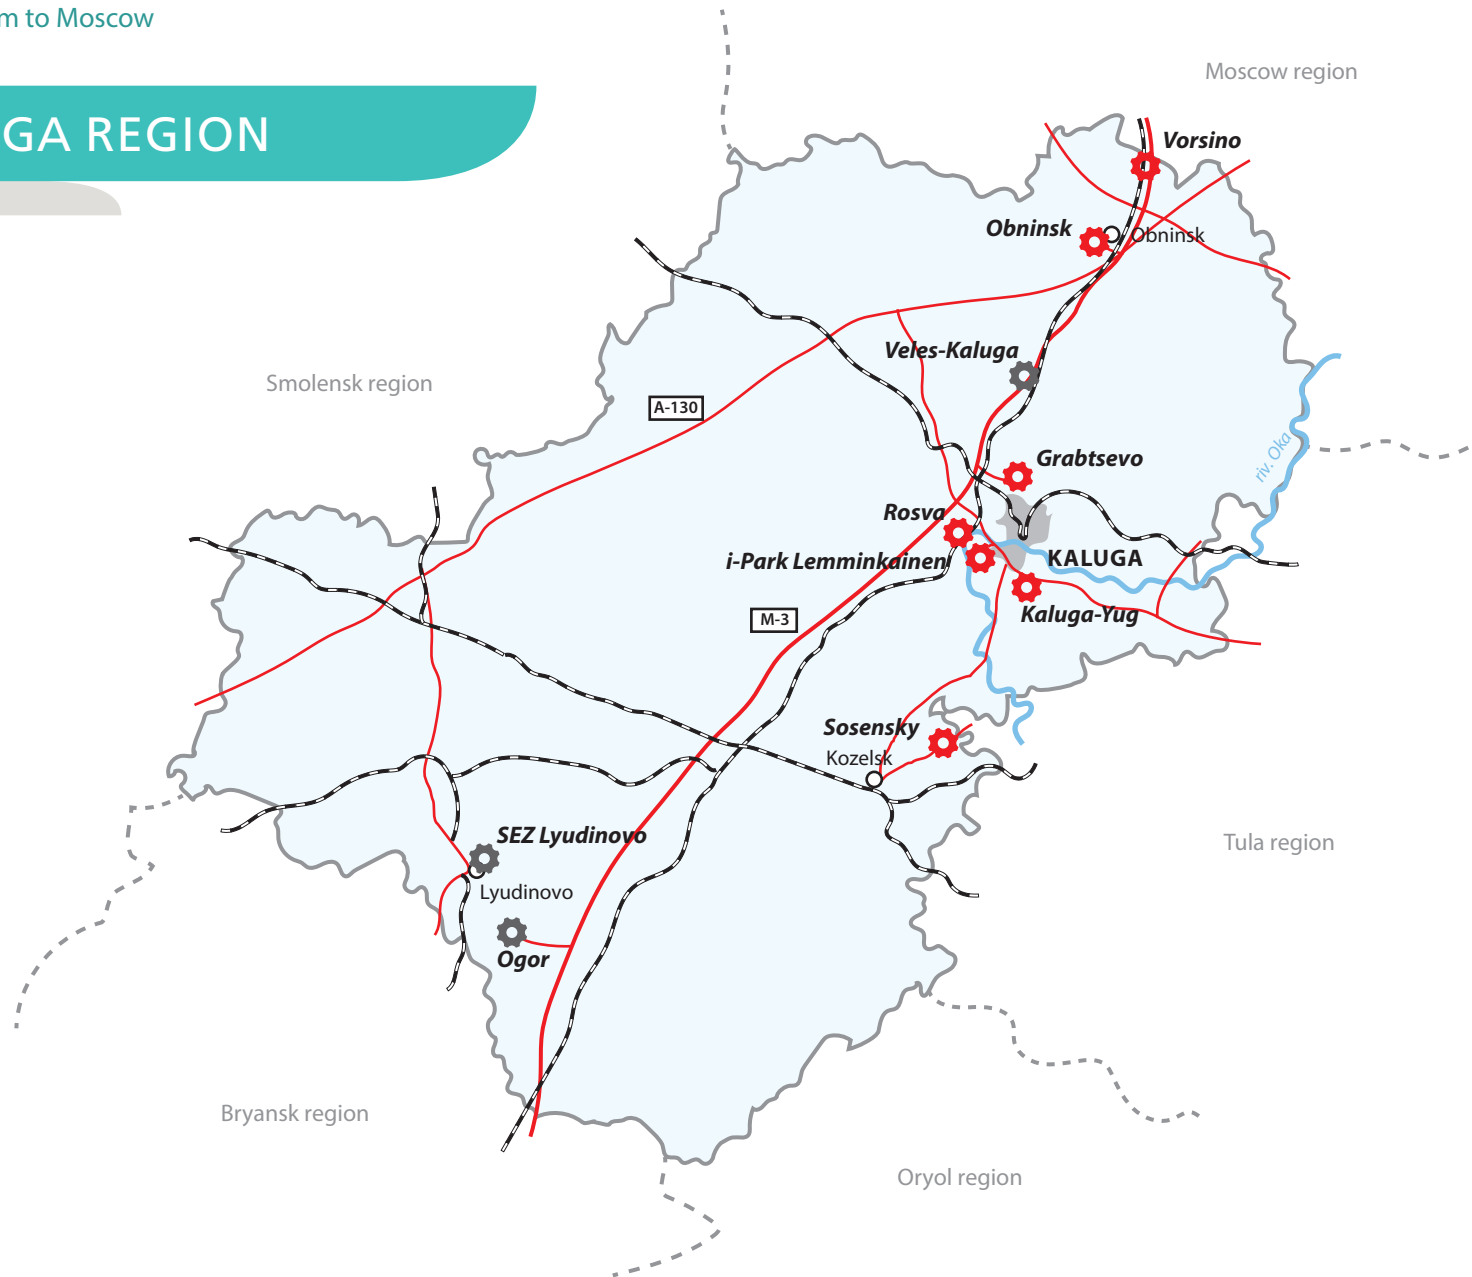 m to Moscow
GA REGION
Moscow region
Vorsino
Obninsk
Obninsk
Veles-Kaluga
Smolensk region
A-130
riv. Oka
Grabtsevo
Rosva
i-Park Lemminkainen
KALUGA
M-3
Kaluga-Yug
Sosensky
Kozelsk
SEZ Lyudinovo
Tula region
Lyudinovo
Ogor
Bryansk region
Oryol region